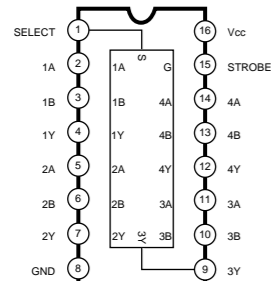 SELECT 1 S 16 Vcc
1A 2 1A G 15 STROBE
1B 3 1B 4A 14 4A
1Y 4 1Y 4B 13 4B
2A 5 2A 4Y 12 4Y
2B 6 2B 3A 11 3A
2Y 7 2Y 3Y 3B 10 3B
GND 8 9 3Y